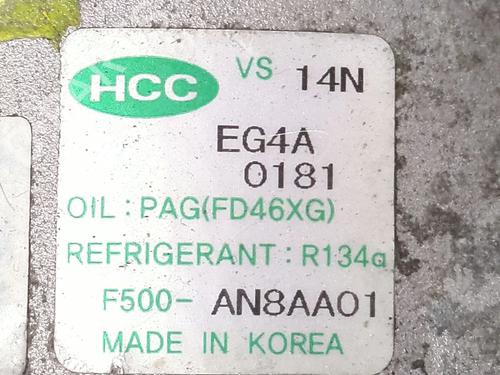 HCC VS 14N
EG4A
0181
OIL : PAG(FD46XG)
REFRIGERANT : R134a
F500- AN8AA01
MADE IN KOREA